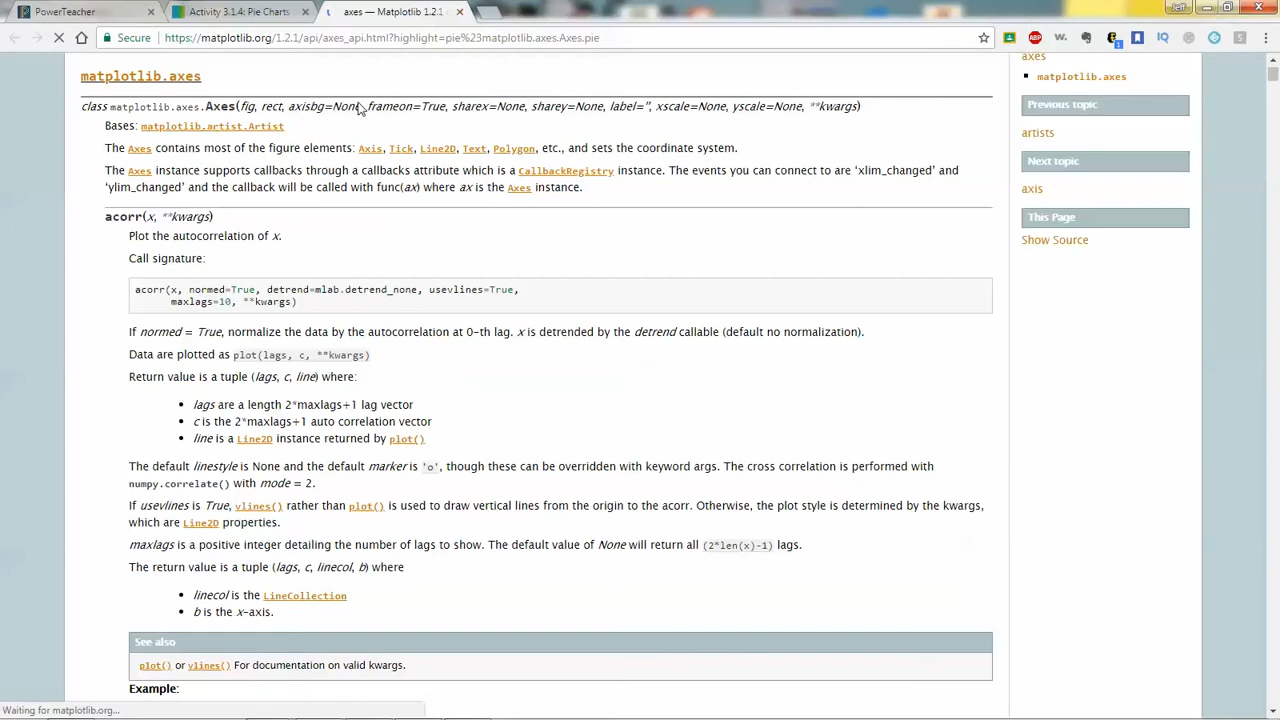 PowerTeacher
Activity 3.1.4: Pie Charts
axes — Matplotlib 1.2.1
Jeff
Secure
https://matplotlib.org/1.2.1/api/axes_api.html?highlight=pie%23matplotlib.axes.Axes.pie
matplotlib.axes
class matplotlib.axes.Axes(fig, rect, axisbg=None, frameon=True, sharex=None, sharey=None, label='', xscale=None, yscale=None, **kwargs)
Bases: matplotlib.artist.Artist
The Axes contains most of the figure elements: Axis, Tick, Line2D, Text, Polygon, etc., and sets the coordinate system.
The Axes instance supports callbacks through a callbacks attribute which is a CallbackRegistry instance. The events you can connect to are ‘xlim_changed’ and
‘ylim_changed’ and the callback will be called with func(ax) where ax is the Axes instance.
acorr(x, **kwargs)
Plot the autocorrelation of x.
Call signature:
acorr(x, normed=True, detrend=mlab.detrend_none, usevlines=True,
maxlags=10, **kwargs)
If normed = True, normalize the data by the autocorrelation at 0-th lag. x is detrended by the detrend callable (default no normalization).
Data are plotted as plot(lags, c, **kwargs)
Return value is a tuple (lags, c, line) where:
• lags are a length 2*maxlags+1 lag vector
• c is the 2*maxlags+1 auto correlation vector
• line is a Line2D instance returned by plot()
The default linestyle is None and the default marker is 'o', though these can be overridden with keyword args. The cross correlation is performed with
numpy.correlate() with mode = 2.
If usevlines is True, vlines() rather than plot() is used to draw vertical lines from the origin to the acorr. Otherwise, the plot style is determined by the kwargs,
which are Line2D properties.
maxlags is a positive integer detailing the number of lags to show. The default value of None will return all (2*len(x)-1) lags.
The return value is a tuple (lags, c, linecol, b) where
• linecol is the LineCollection
• b is the x-axis.
See also
plot() or vlines() For documentation on valid kwargs.
Example:
axes
matplotlib.axes
Previous topic
artists
Next topic
axis
This Page
Show Source
Waiting for matplotlib.org...